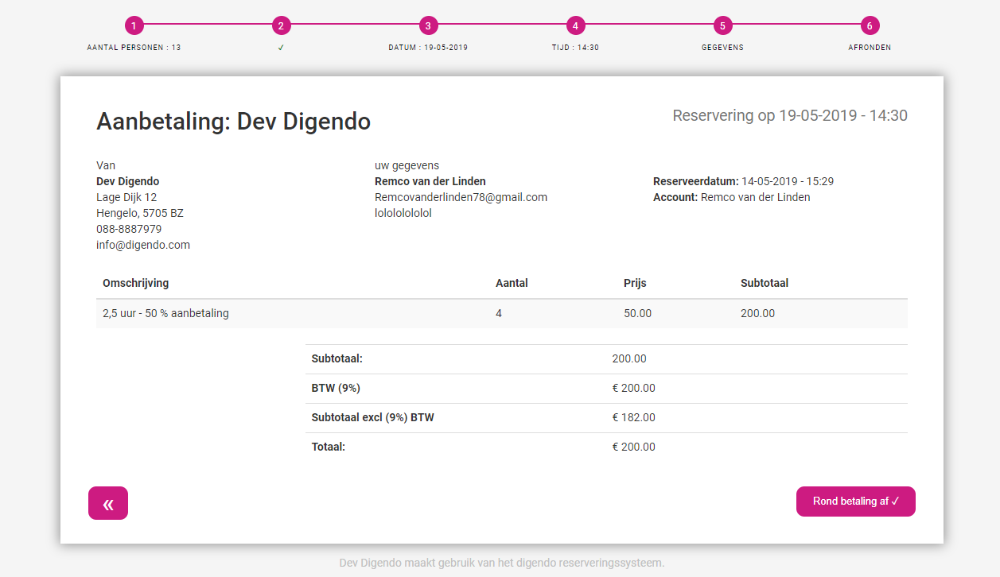 1 2 3 4 5 6
AANTAL PERSONEN : 13 ✓ DATUM : 19-05-2019 TIJD : 14:30 GEGEVENS AFRONDEN
Aanbetaling: Dev Digendo
Reservering op 19-05-2019 - 14:30
Van
Dev Digendo
Lage Dijk 12
Hengelo, 5705 BZ
088-8887979
info@digendo.com
uw gegevens
Remco van der Linden
Remcovanderlinden78@gmail.com
lolololololol
Reserveerdatum: 14-05-2019 - 15:29
Account: Remco van der Linden
Omschrijving Aantal Prijs Subtotaal
2,5 uur - 50 % aanbetaling 4 50.00 200.00
Subtotaal: 200.00
BTW (9%) € 200.00
Subtotaal excl (9%) BTW € 182.00
Totaal: € 200.00
« Rond betaling af ✓
Dev Digendo maakt gebruik van het digendo reserveringssysteem.